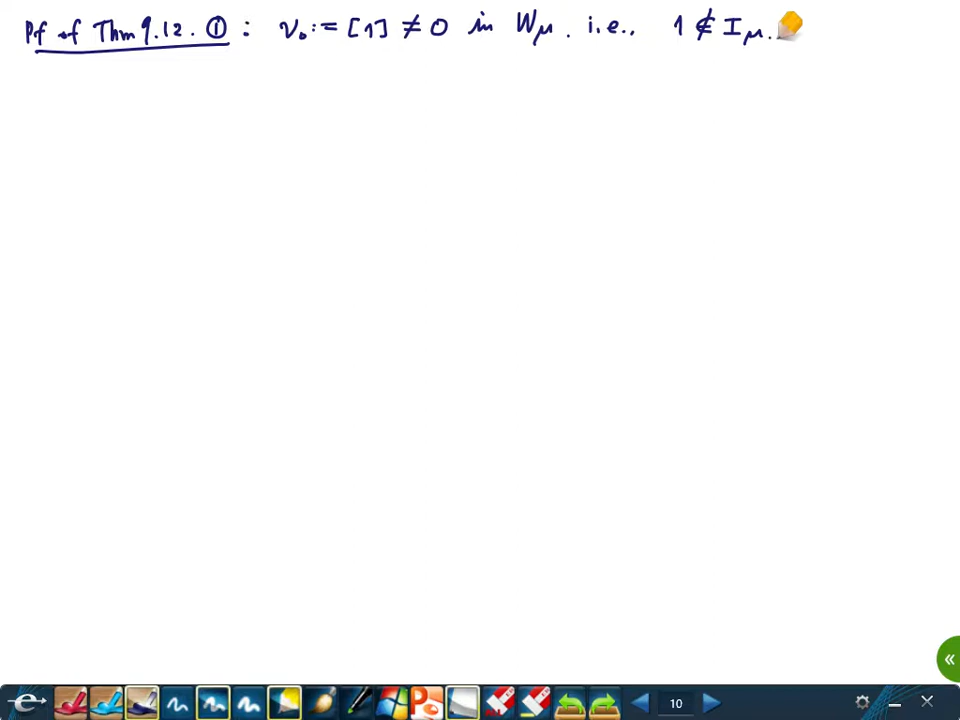 Pf of Thm 9.12. ① : v₀ := [1] ≠ 0 in Wμ. i.e., 1 ∉ Iμ.
10